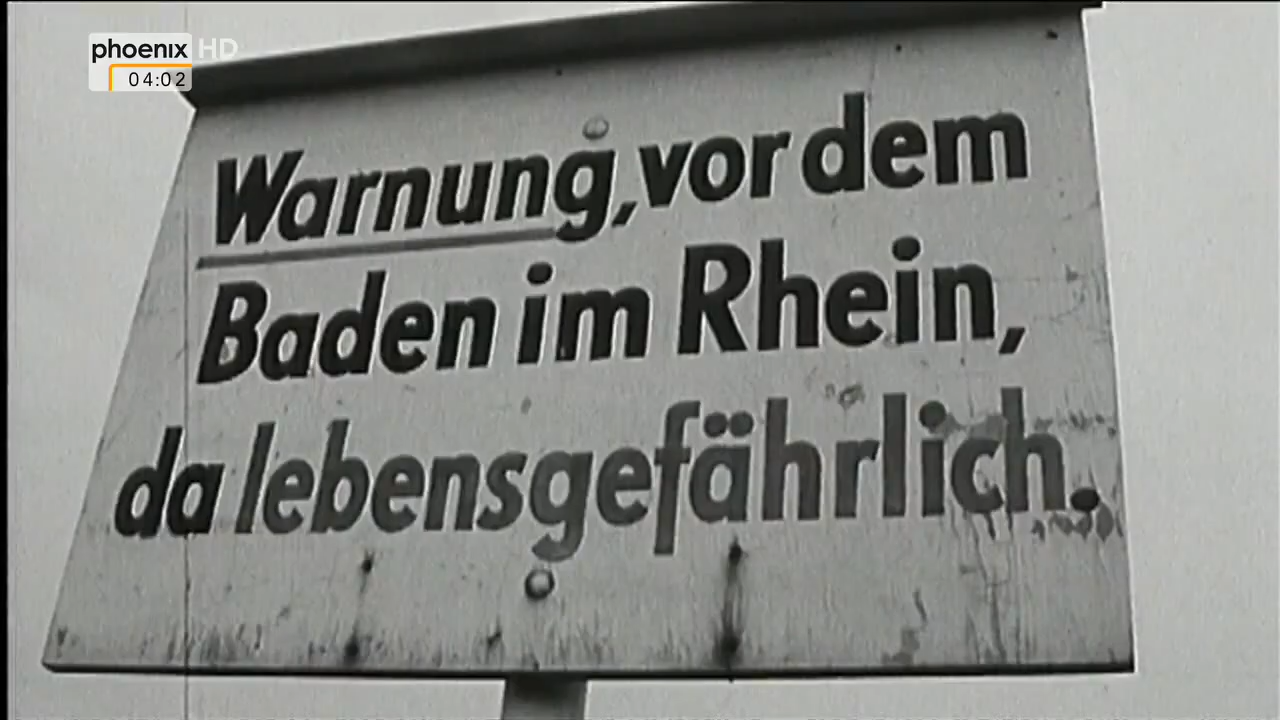 phoenix HD
04:02
Warnung, vor dem
Baden im Rhein,
da lebensgefährlich.